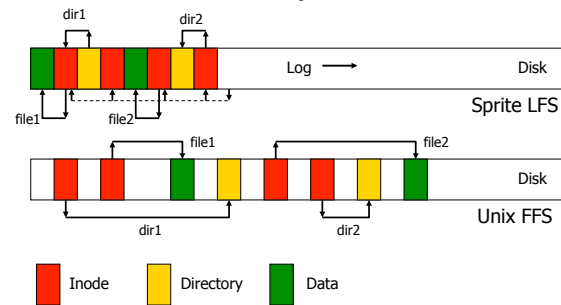 dir1
dir2
Log
Disk
Sprite LFS
file1
file2
file1
file2
Disk
Unix FFS
dir1
dir2
Inode
Directory
Data